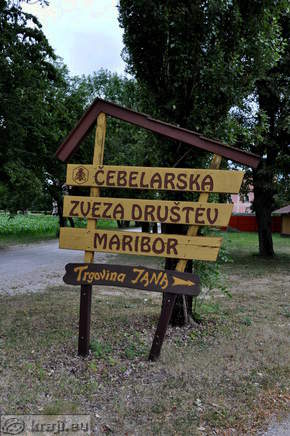 ČEBELARSKA
ZVEZA DRUŠTEV
MARIBOR
Trgovina JANA
© kraji.eu